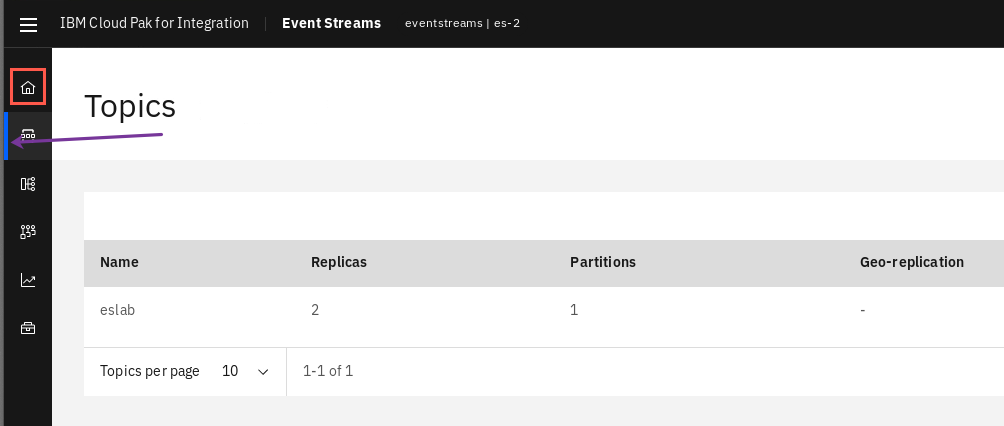 IBM Cloud Pak for Integration Event Streams eventstreams | es-2
Topics
Name Replicas Partitions Geo-replication
eslab 2 1 -
Topics per page 10 1-1 of 1